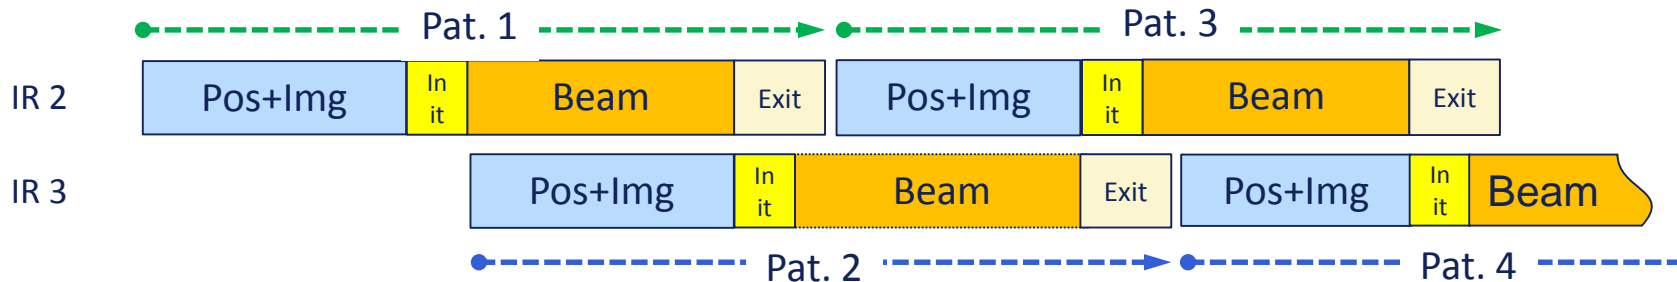 Pat. 1 Pat. 3
IR 2 Pos+Img In it Beam Exit Pos+Img In it Beam Exit
IR 3 Pos+Img In it Beam Exit Pos+Img In it Beam
Pat. 2 Pat. 4